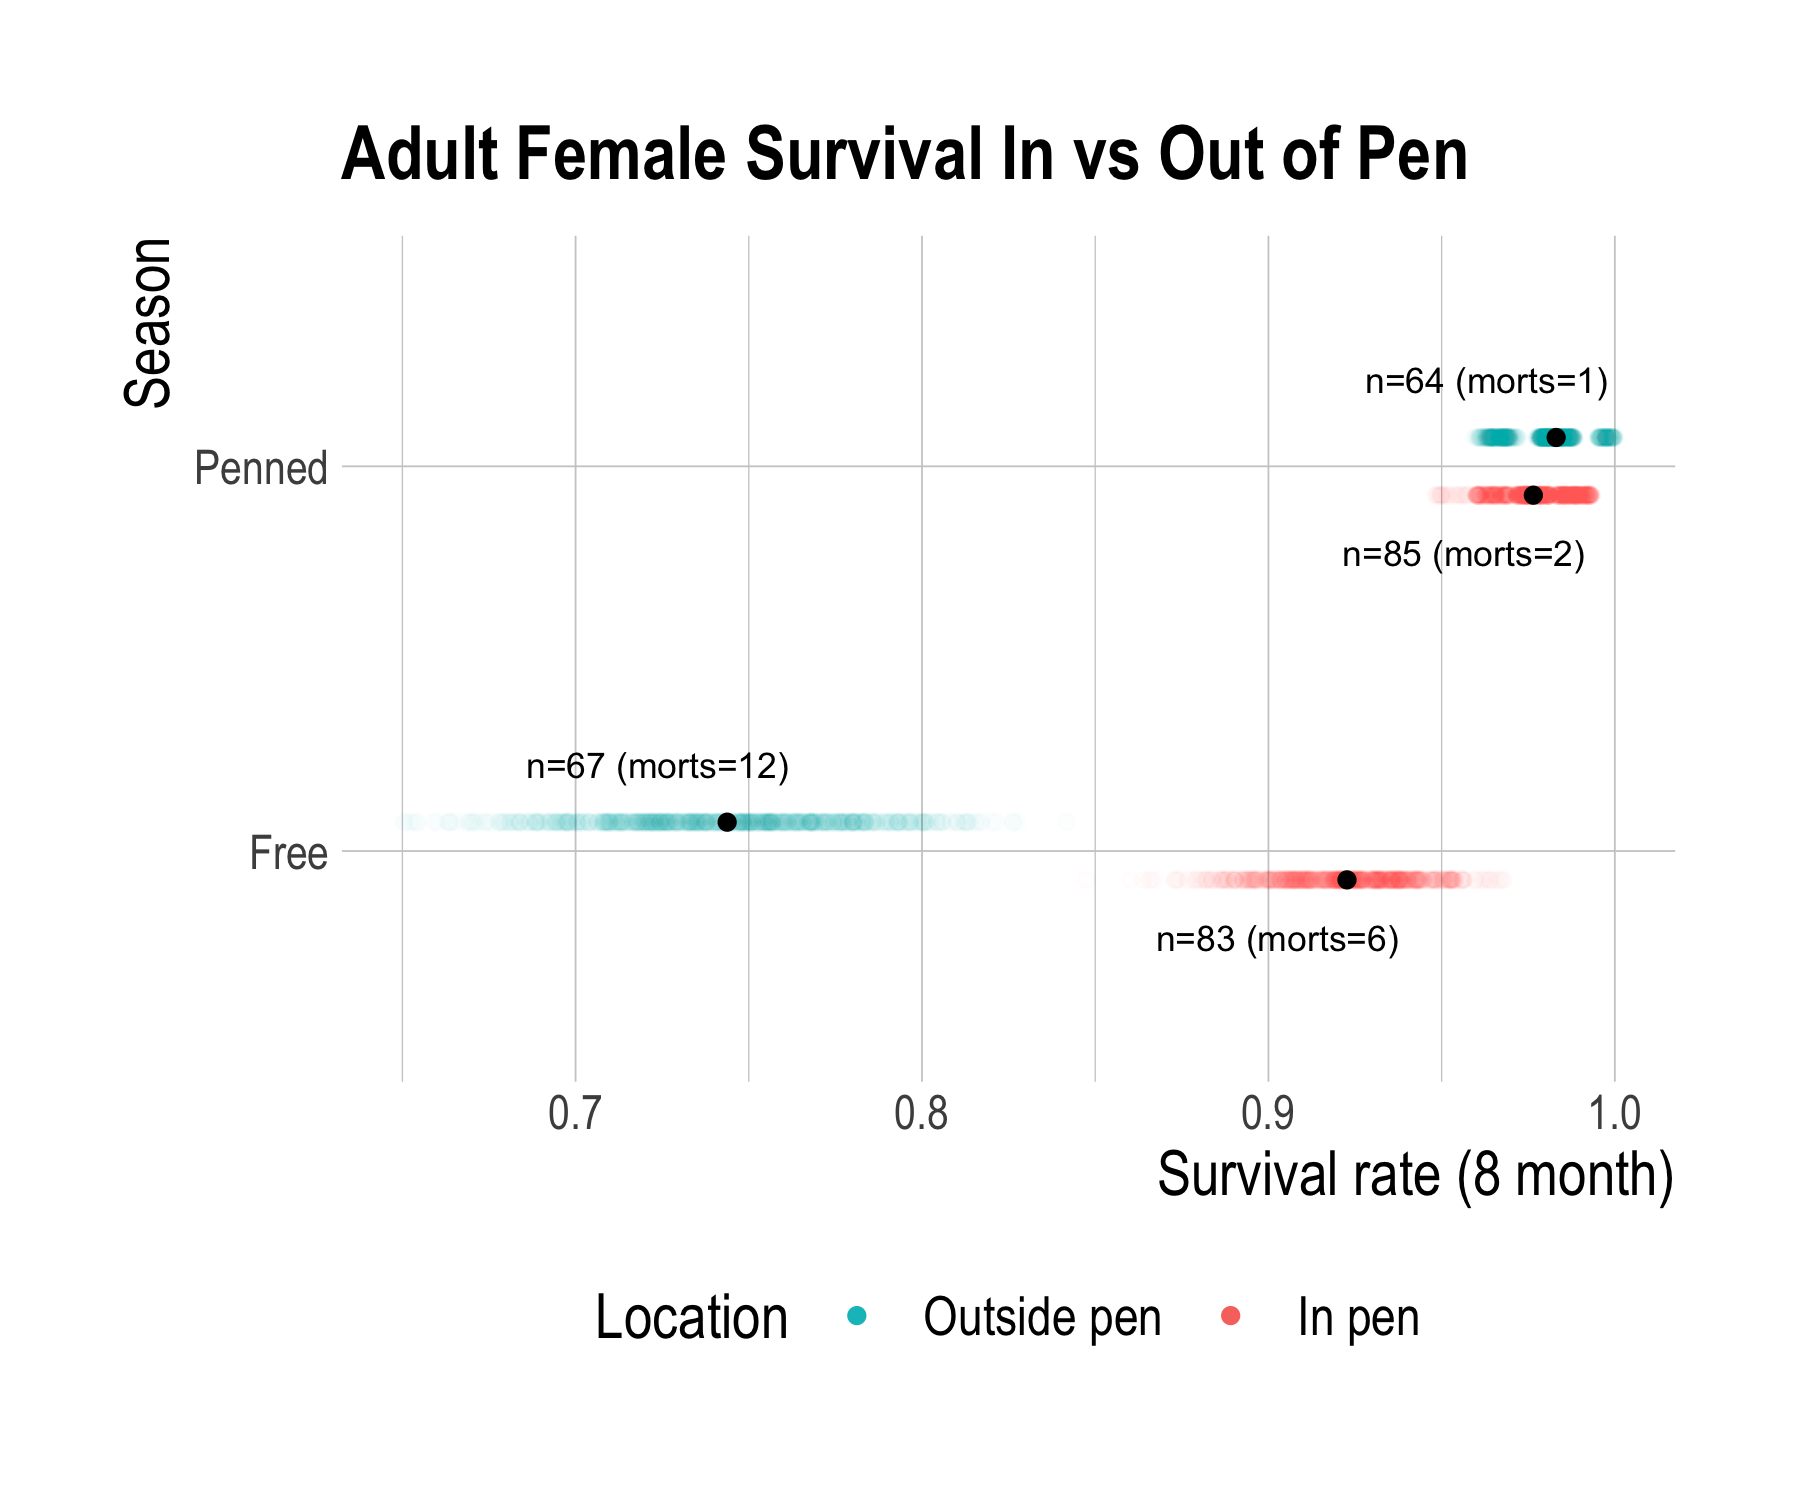 Adult Female Survival In vs Out of Pen
Season
n=64 (morts=1)
Penned
n=85 (morts=2)
n=67 (morts=12)
Free
n=83 (morts=6)
0.7 0.8 0.9 1.0
Survival rate (8 month)
Location Outside pen In pen